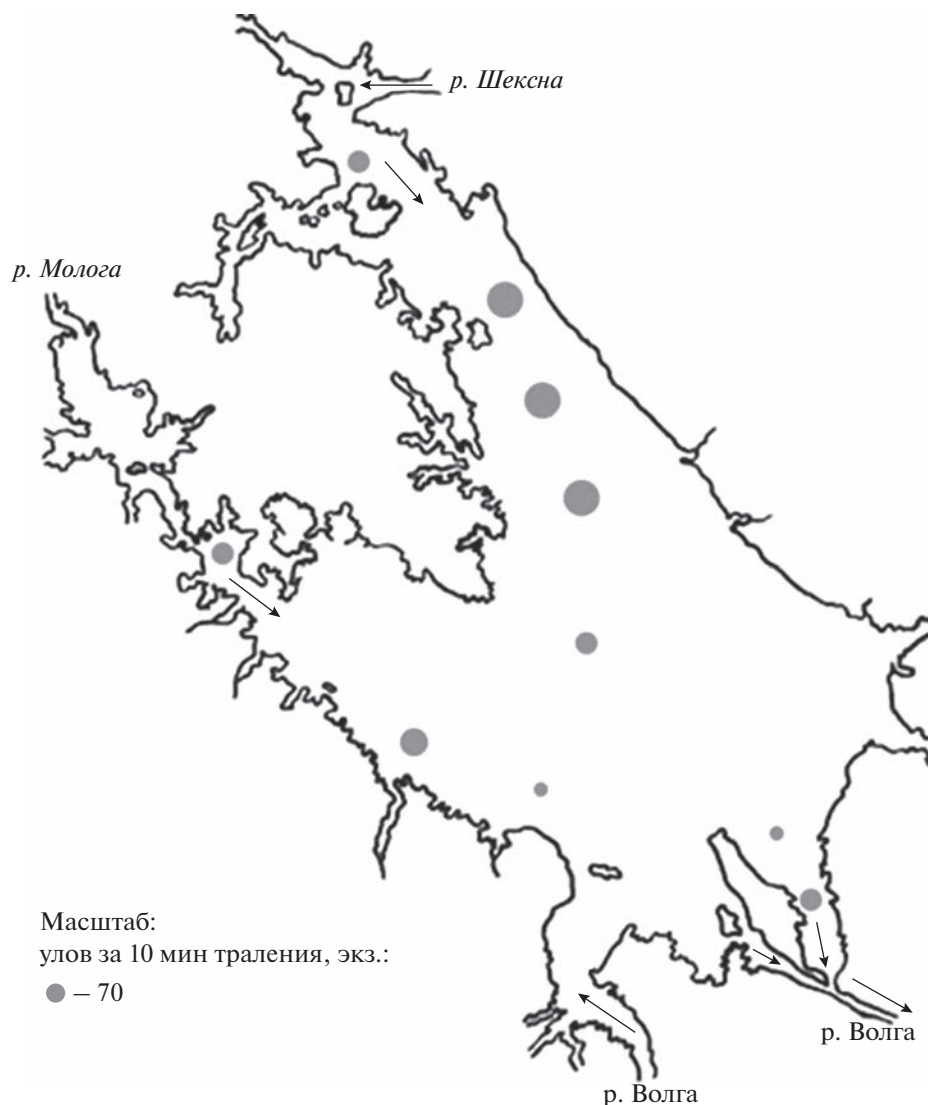 р. Шексна
р. Молога
Масштаб:
улов за 10 мин траления, экз.:
– 70
р. Волга
р. Волга